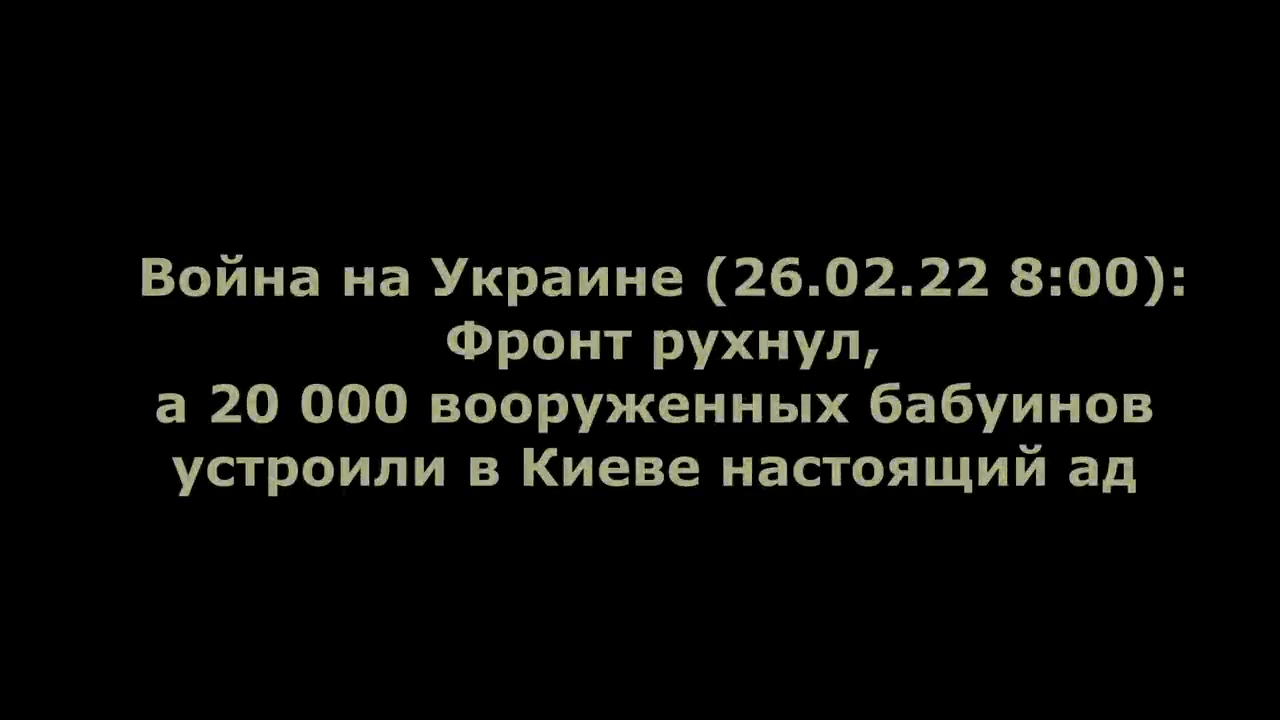 Война на Украине (26.02.22 8:00):
Фронт рухнул,
а 20 000 вооруженных бабуинов
устроили в Киеве настоящий ад